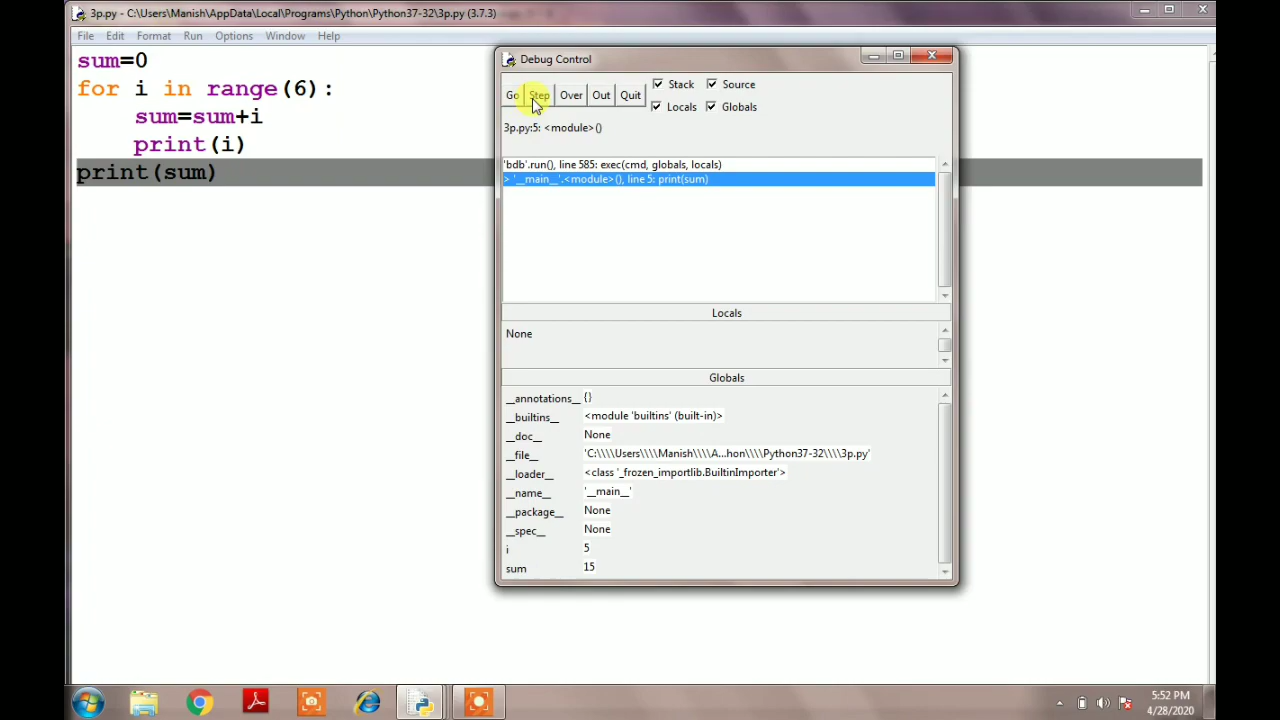 3p.py - C:\Users\Manish\AppData\Local\Programs\Python\Python37-32\3p.py (3.7.3)
File Edit Format Run Options Window Help
sum=0
for i in range(6):
sum=sum+i
print(i)
print(sum)
Debug Control
Go Step Over Out Quit
Stack Source
Locals Globals
3p.py:5: <module>()
'bdb'.run(), line 585: exec(cmd, globals, locals)
> '__main__'.<module>(), line 5: print(sum)
Locals
None
Globals
__annotations__ {}
__builtins__ <module 'builtins' (built-in)>
__doc__ None
__file__ 'C:\\\\Users\\\\Manish\\\\A...hon\\\\Python37-32\\\\3p.py'
__loader__ <class '_frozen_importlib.BuiltinImporter'>
__name__ '__main__'
__package__ None
__spec__ None
i 5
sum 15
5:52 PM
4/28/2020